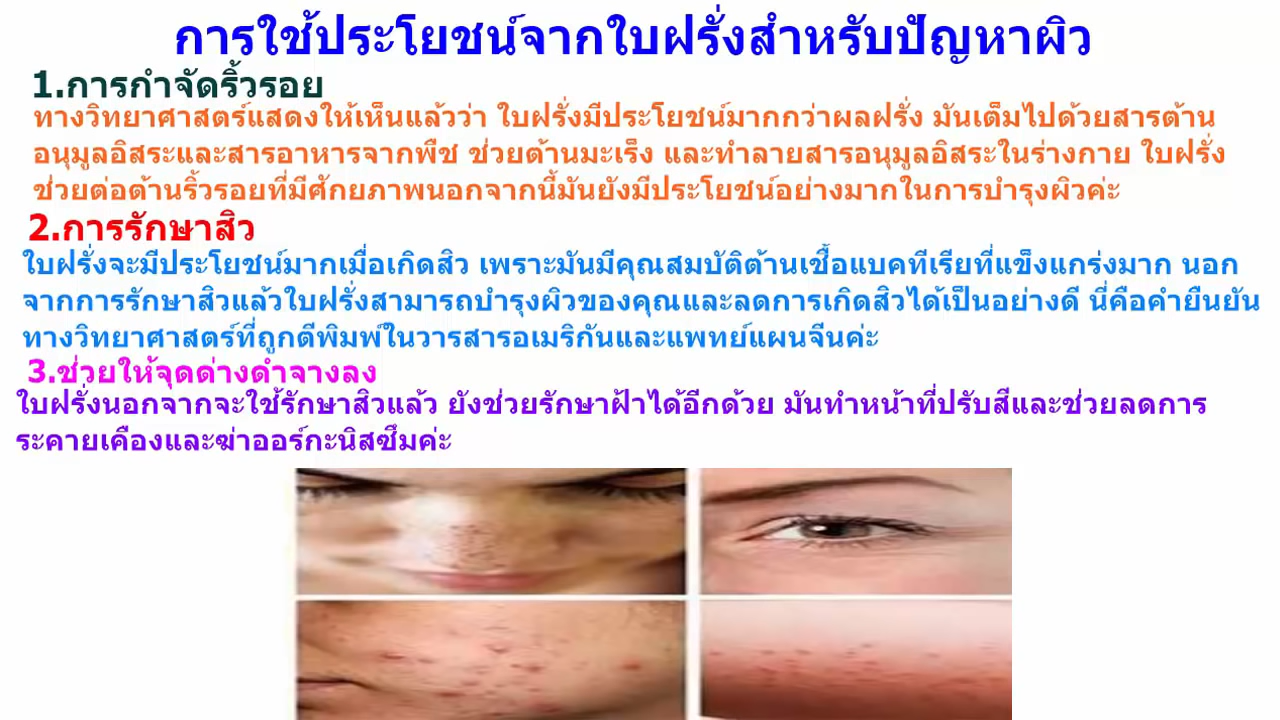 การใช้ประโยชน์จากใบฝรั่งสำหรับปัญหาผิว
1.การกำจัดริ้วรอย
ทางวิทยาศาสตร์แสดงให้เห็นแล้วว่า ใบฝรั่งมีประโยชน์มากกว่าผลฝรั่ง มันเต็มไปด้วยสารต้าน
อนุมูลอิสระและสารอาหารจากพืช ช่วยต้านมะเร็ง และทำลายสารอนุมูลอิสระในร่างกาย ใบฝรั่ง
ช่วยต่อต้านริ้วรอยที่มีศักยภาพนอกจากนี้มันยังมีประโยชน์อย่างมากในการบำรุงผิวค่ะ
2.การรักษาสิว
ใบฝรั่งจะมีประโยชน์มากเมื่อเกิดสิว เพราะมันมีคุณสมบัติต้านเชื้อแบคทีเรียที่แข็งแกร่งมาก นอก
จากการรักษาสิวแล้วใบฝรั่งสามารถบำรุงผิวของคุณและลดการเกิดสิวได้เป็นอย่างดี นี่คือคำยืนยัน
ทางวิทยาศาสตร์ที่ถูกตีพิมพ์ในวารสารอเมริกันและแพทย์แผนจีนค่ะ
3.ช่วยให้จุดด่างดำจางลง
ใบฝรั่งนอกจากจะใช้รักษาสิวแล้ว ยังช่วยรักษาฝ้าได้อีกด้วย มันทำหน้าที่ปรับสีและช่วยลดการ
ระคายเคืองและฆ่าออร์กะนิสซึมค่ะ